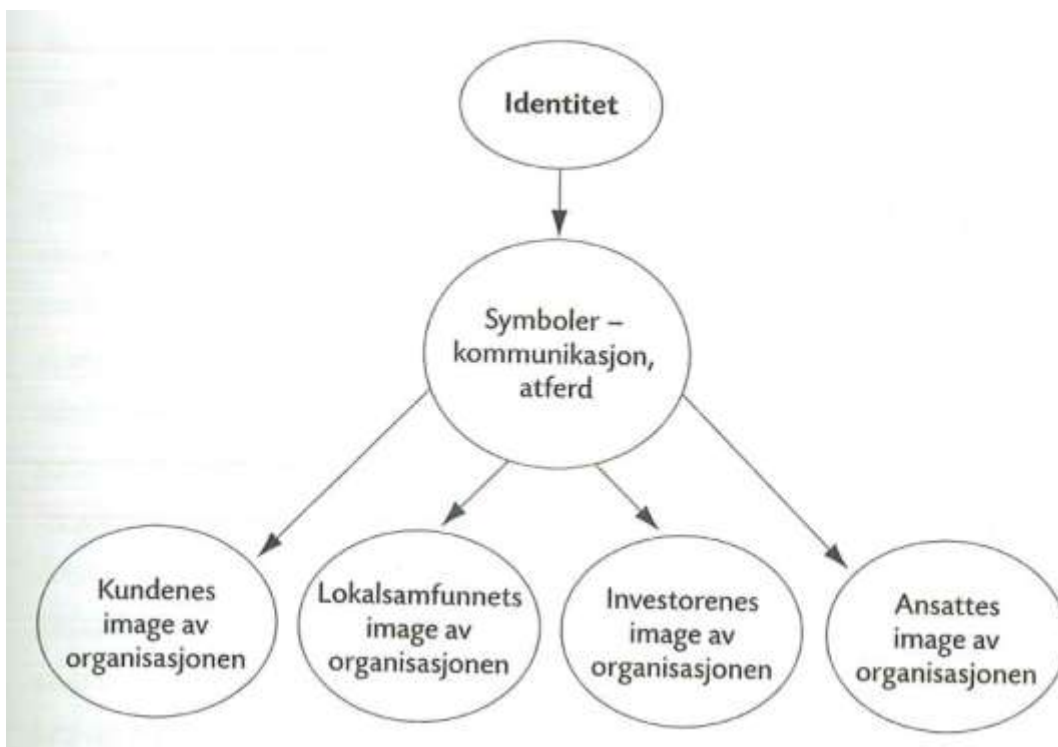 Identitet
Symboler –
kommunikasjon,
atferd
Kundenes
image av
organisasjonen
Lokalsamfunnets
image av
organisasjonen
Investorenes
image av
organisasjonen
Ansattes
image av
organisasjonen